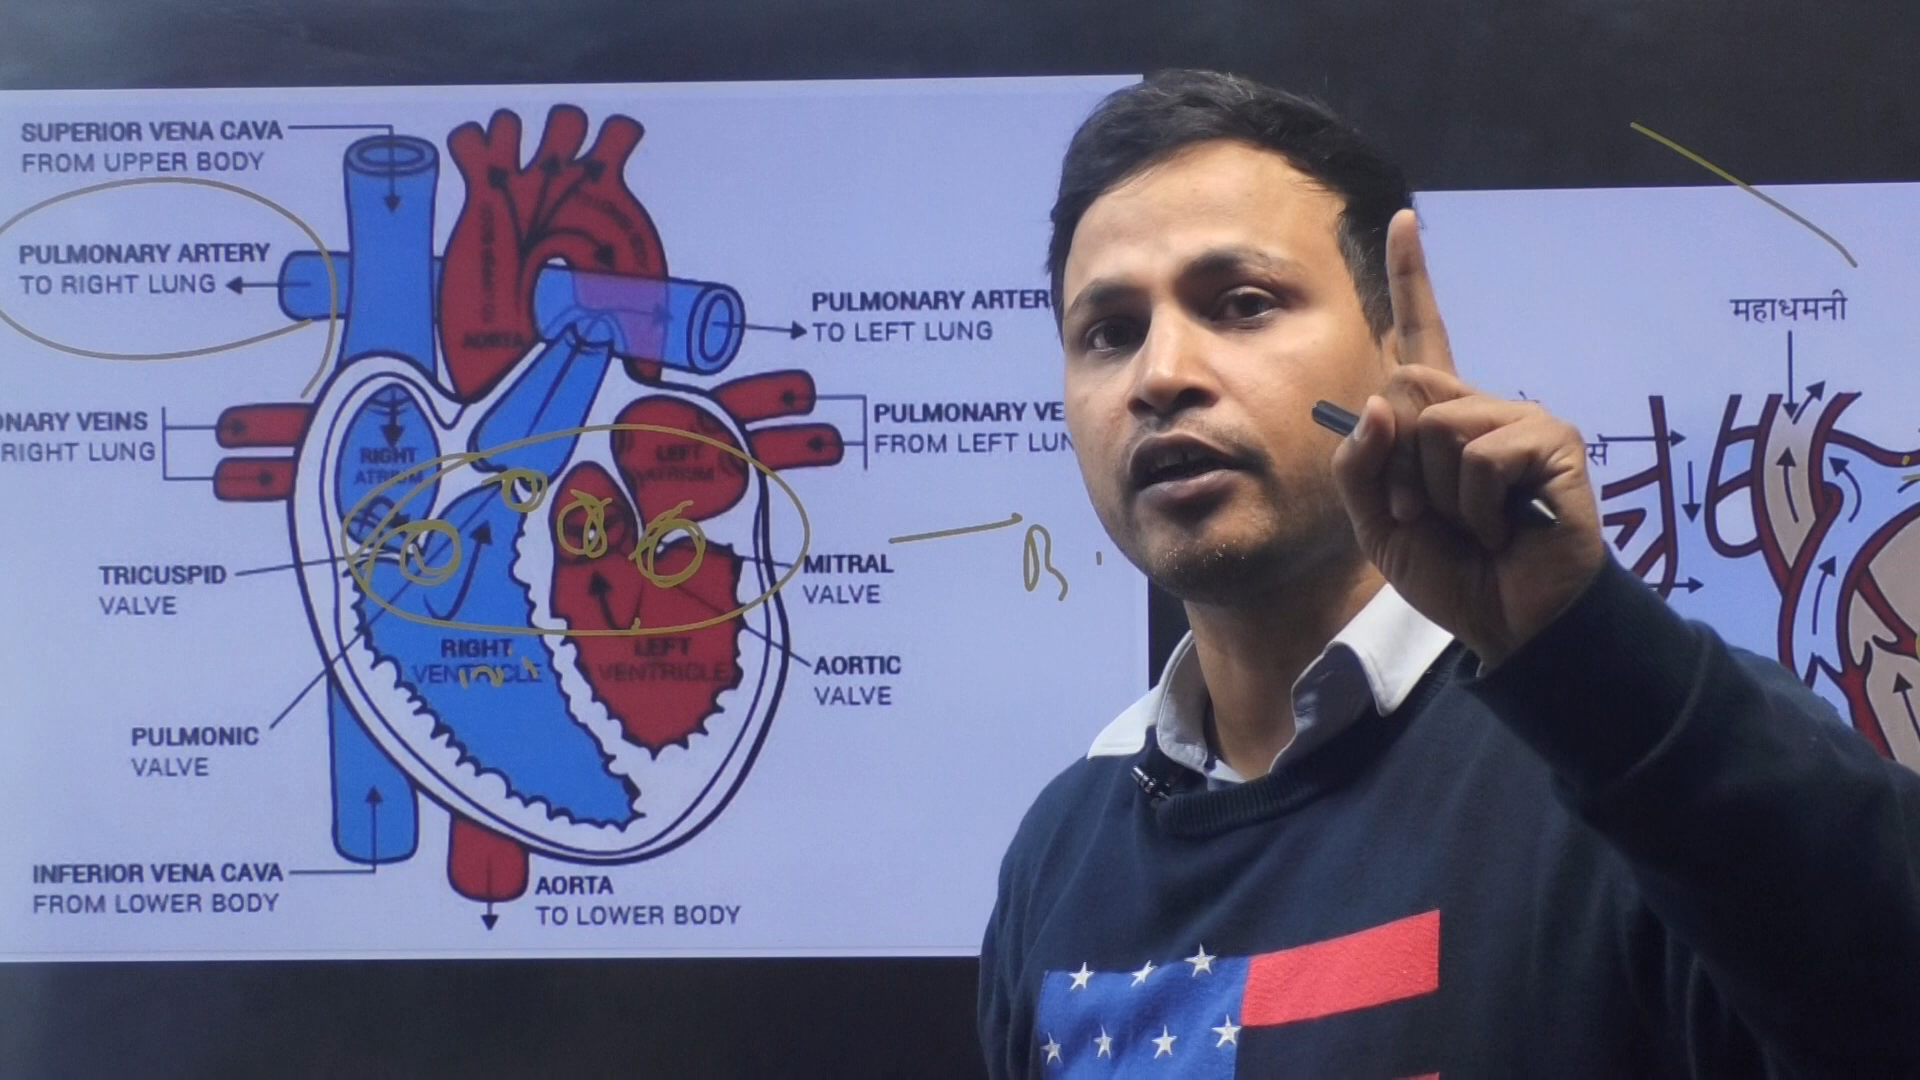 SUPERIOR VENA CAVA
FROM UPPER BODY
PULMONARY ARTERY
TO RIGHT LUNG
ONARY VEINS
RIGHT LUNG
TRICUSPID
VALVE
PULMONIC
VALVE
INFERIOR VENA CAVA
FROM LOWER BODY
AORTA
RIGHT
ATRIUM
LEFT
ATRIUM
RIGHT
VENTRICLE
LEFT
VENTRICLE
PULMONARY ARTER
TO LEFT LUNG
PULMONARY VE
FROM LEFT LUN
MITRAL
VALVE
AORTIC
VALVE
AORTA
TO LOWER BODY
B.
महाधमनी
से